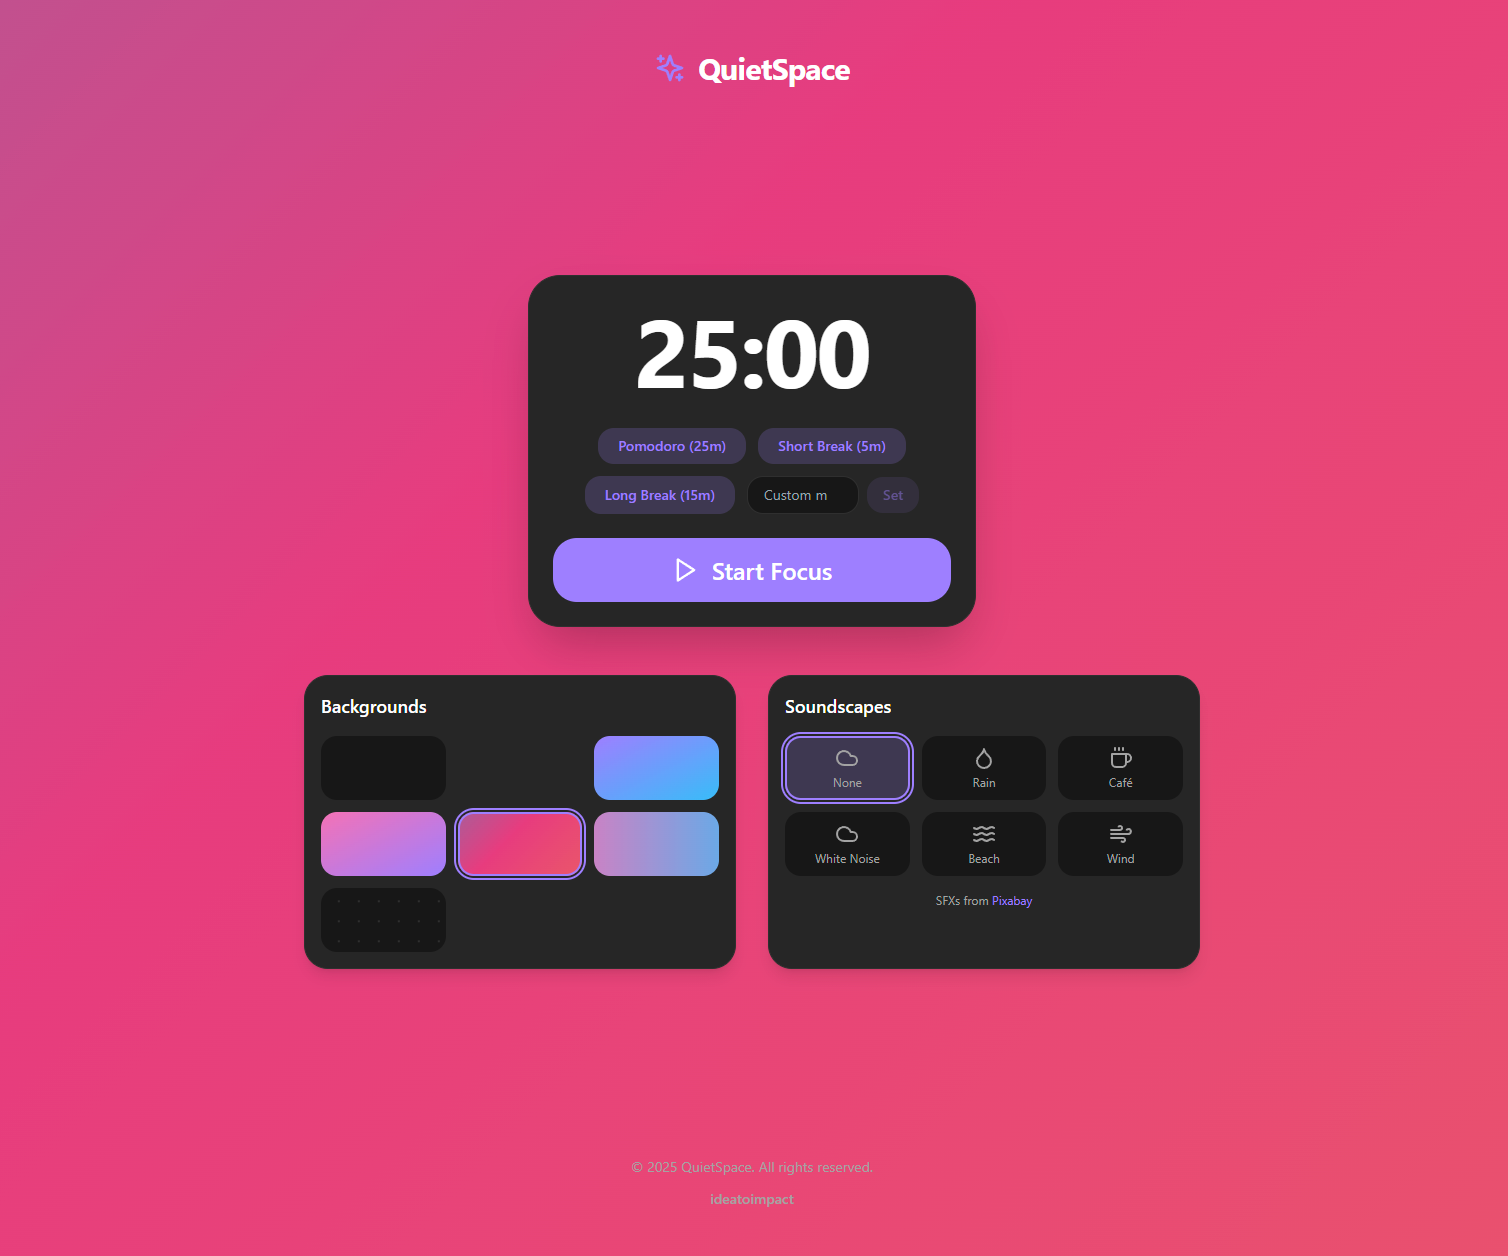 QuietSpace
25:00
Pomodoro (25m)
Short Break (5m)
Long Break (15m)
Custom m
Set
Start Focus
Backgrounds
Soundscapes
None
Rain
Café
White Noise
Beach
Wind
SFXs from Pixabay
© 2025 QuietSpace. All rights reserved.
ideatoimpact